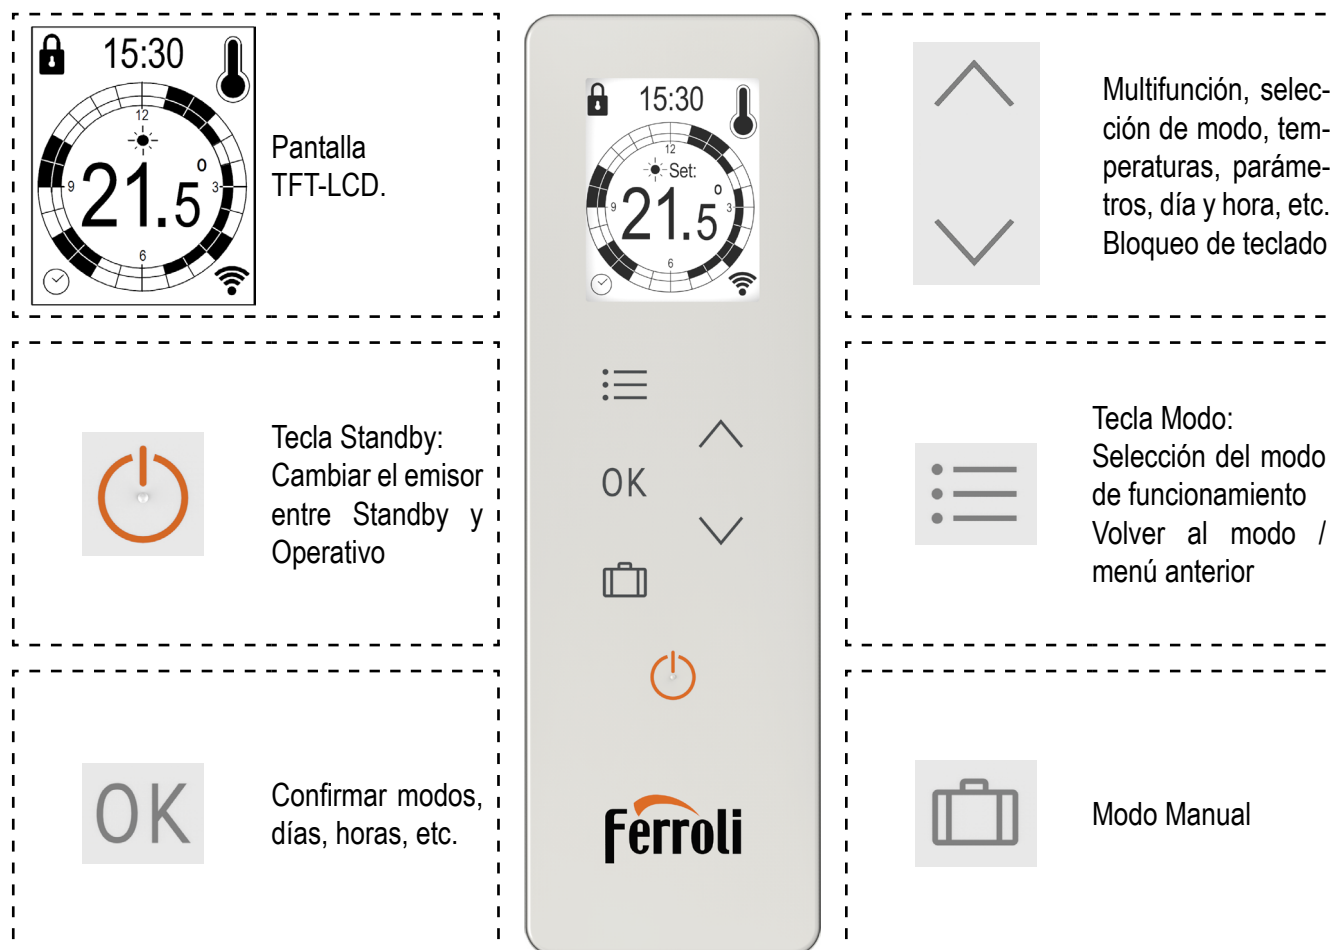 15:30
12
21.5°
9
3
6
Pantalla
TFT-LCD.
15:30
12
Set:
21.5°
9
3
6
OK
Ferroli
Multifunción, selec-
ción de modo, tem-
peraturas, paráme-
tros, día y hora, etc.
Bloqueo de teclado
Tecla Standby:
Cambiar el emisor
entre Standby y
Operativo
Tecla Modo:
Selección del modo
de funcionamiento
Volver al modo /
menú anterior
OK
Confirmar modos,
días, horas, etc.
Modo Manual